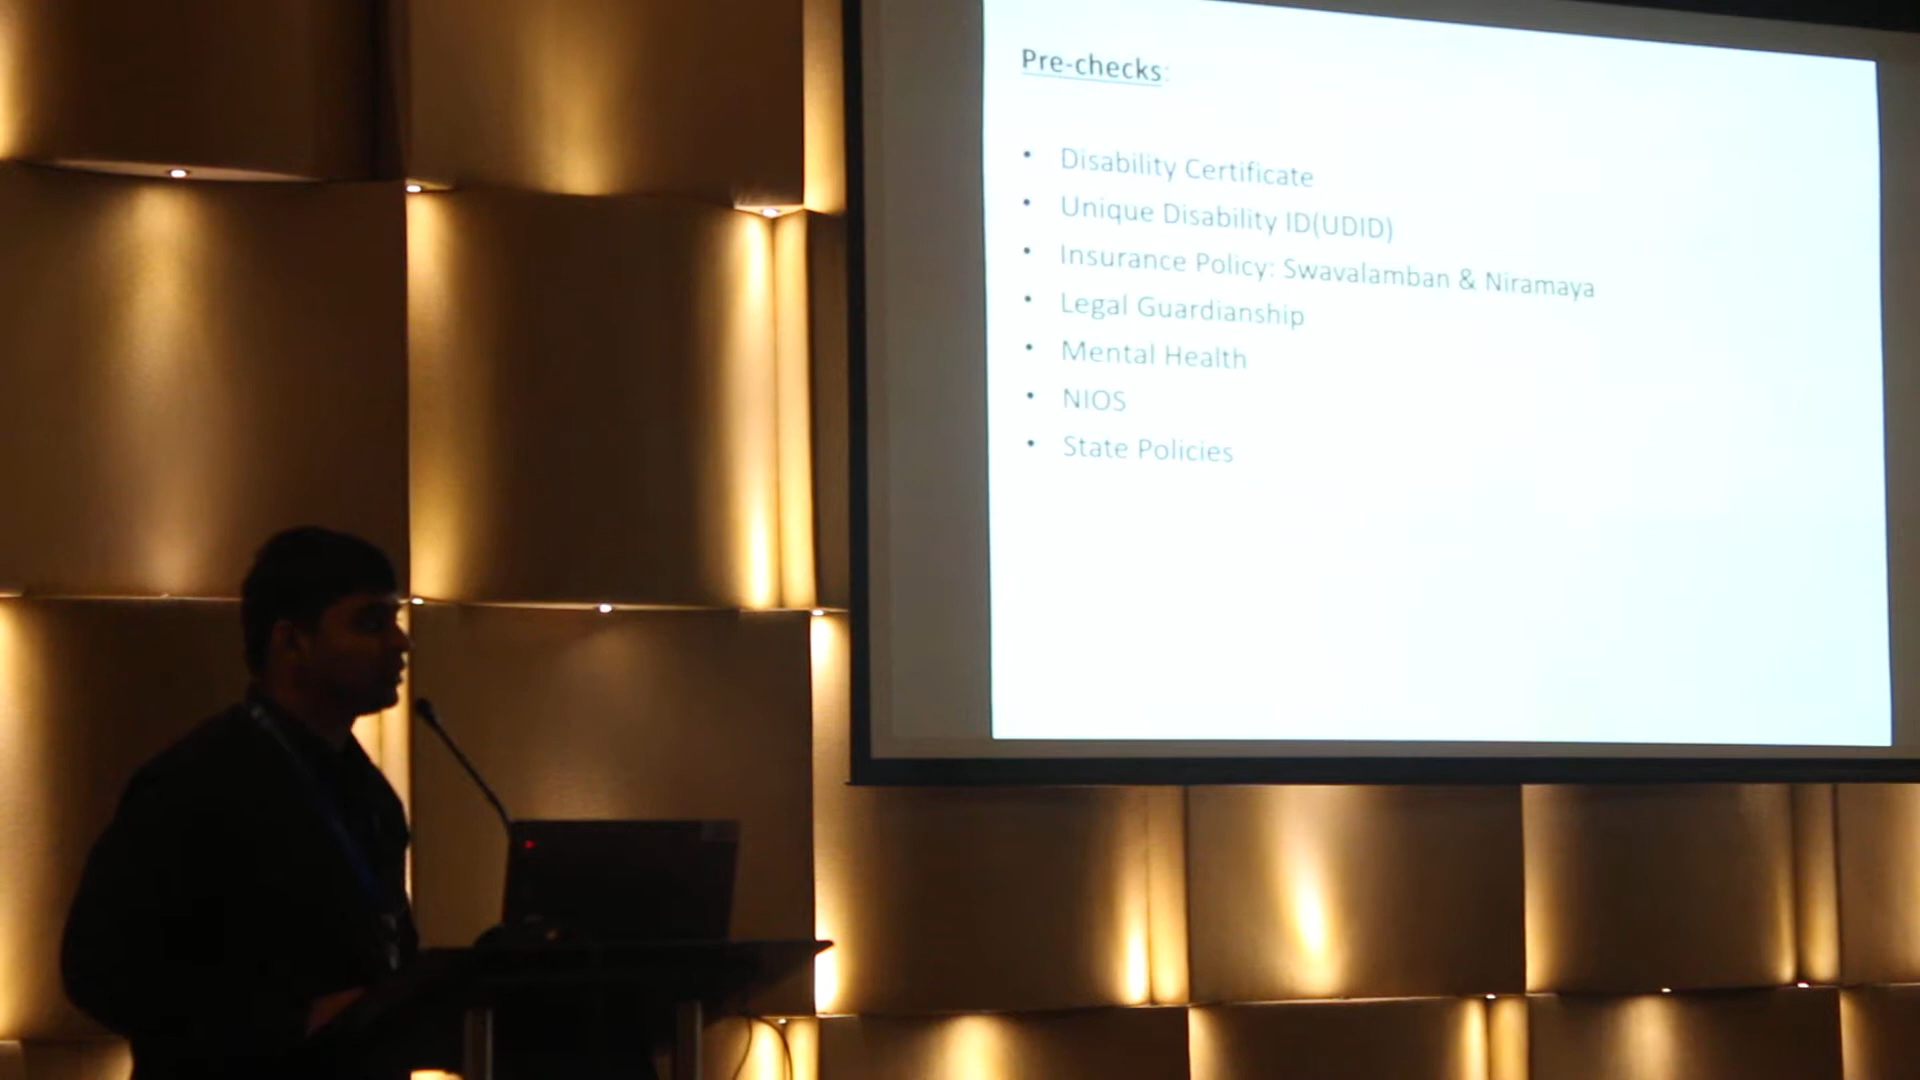 Pre-checks:
• Disability Certificate
• Unique Disability ID(UDID)
• Insurance Policy: Swavalamban & Niramaya
• Legal Guardianship
• Mental Health
• NIOS
• State Policies